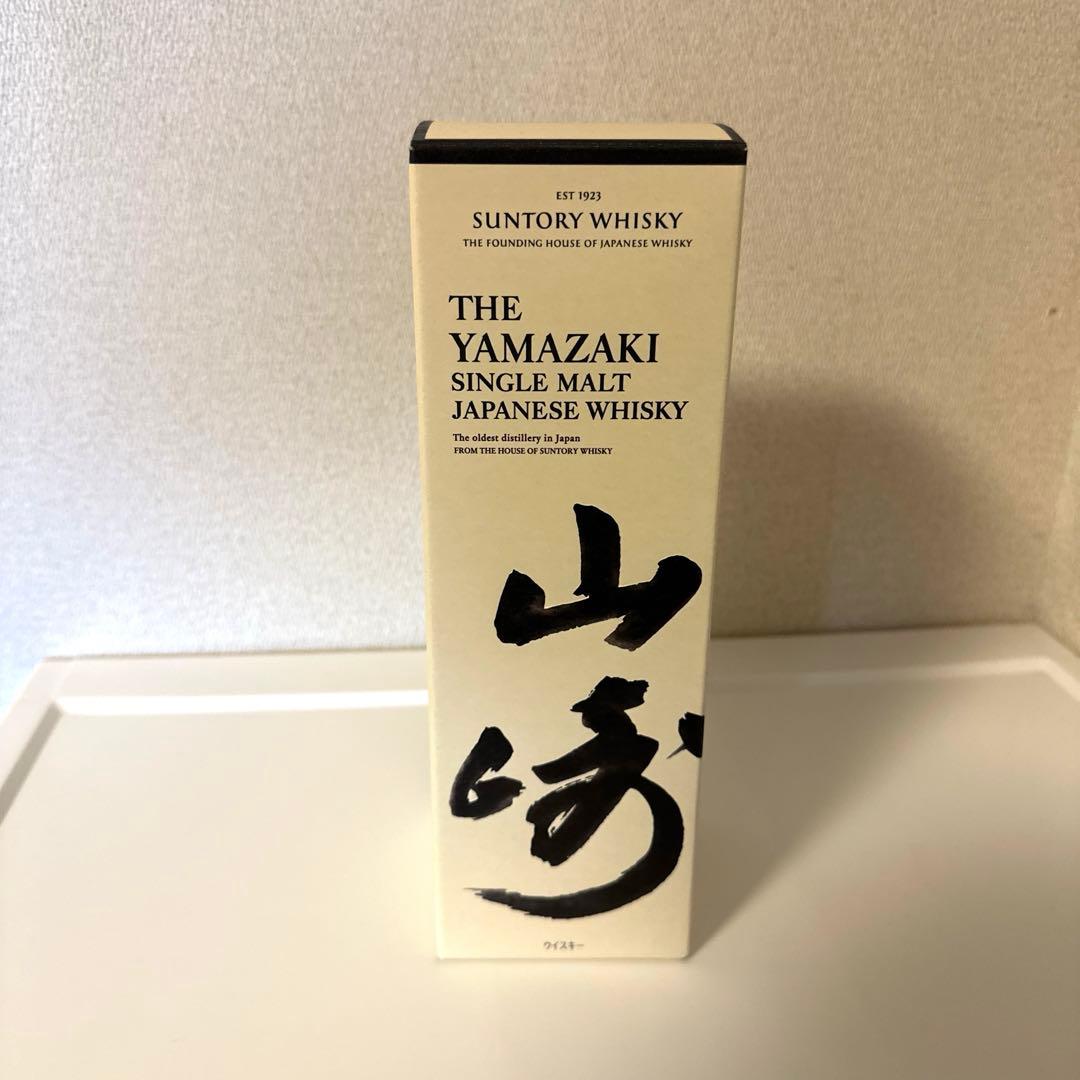 EST 1923
SUNTORY WHISKY
THE FOUNDING HOUSE OF JAPANESE WHISKY
THE
YAMAZAKI
SINGLE MALT
JAPANESE WHISKY
The oldest distillery in Japan
FROM THE HOUSE OF SUNTORY WHISKY
山
崎
ウイスキー